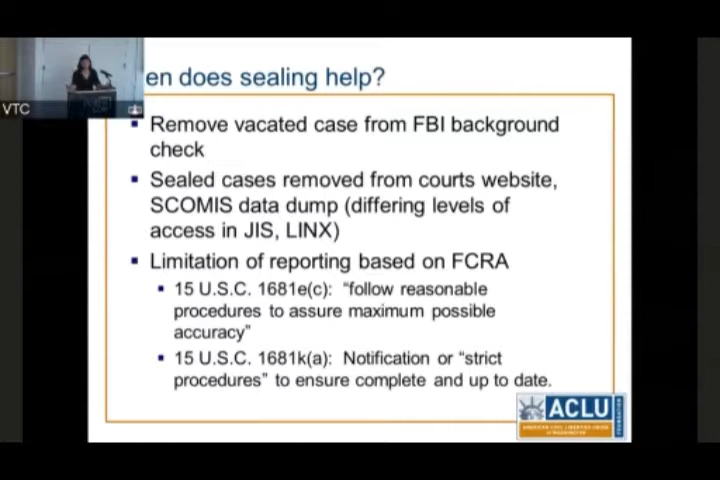 en does sealing help?
VTC
▪ Remove vacated case from FBI background
check
▪ Sealed cases removed from courts website,
SCOMIS data dump (differing levels of
access in JIS, LINX)
▪ Limitation of reporting based on FCRA
▪ 15 U.S.C. 1681e(c): “follow reasonable
procedures to assure maximum possible
accuracy”
▪ 15 U.S.C. 1681k(a): Notification or “strict
procedures” to ensure complete and up to date.
ACLU
AMERICAN CIVIL LIBERTIES UNION
of WASHINGTON
FOUNDATION